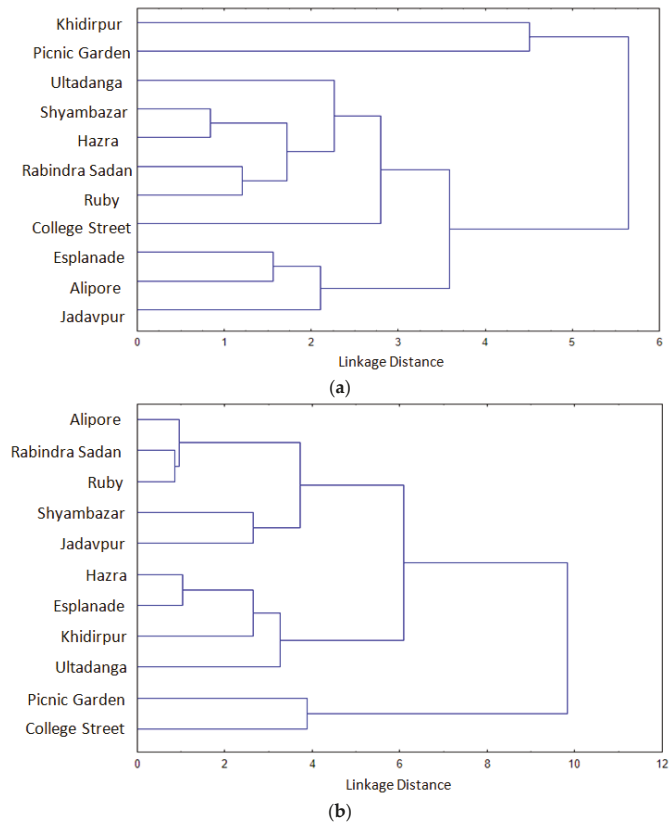 Khidirpur
Picnic Garden
Ultadanga
Shyambazar
Hazra
Rabindra Sadan
Ruby
College Street
Esplanade
Alipore
Jadavpur
0 1 2 3 4 5 6
Linkage Distance
(a)
Alipore
Rabindra Sadan
Ruby
Shyambazar
Jadavpur
Hazra
Esplanade
Khidirpur
Ultadanga
Picnic Garden
College Street
0 2 4 6 8 10 12
Linkage Distance
(b)